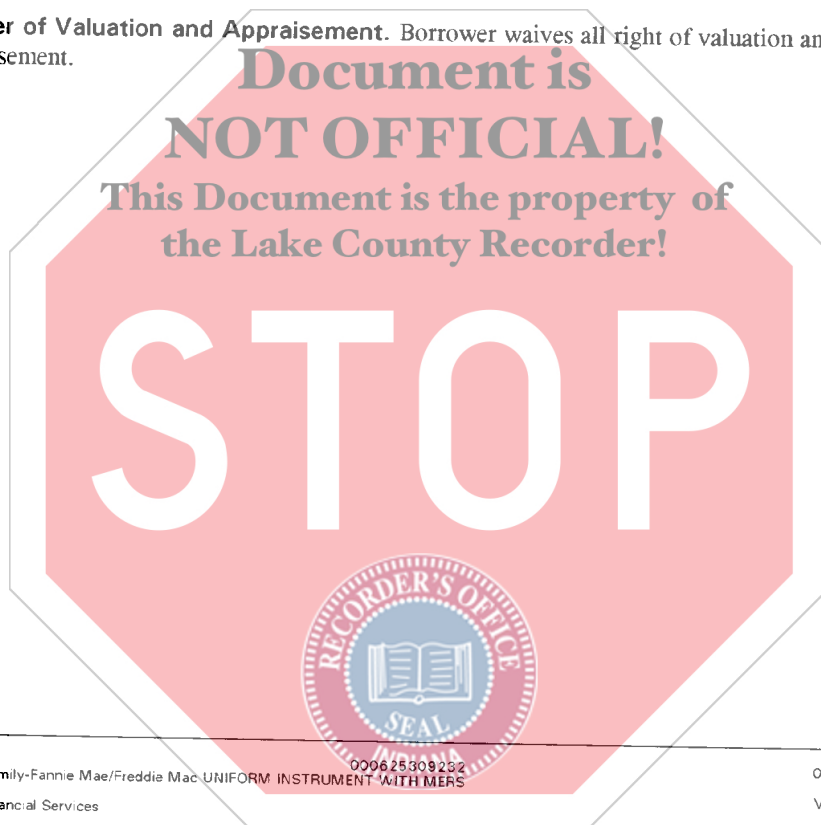 er of Valuation and Appraisement. Borrower waives all right of valuation an
sement.
Document is
NOT OFFICIAL!
This Document is the property of
the Lake County Recorder!
STOP
RECORDER'S OFFICE
SEAL
INDIANA
000625309232
mily-Fannie Mae/Freddie Mac UNIFORM INSTRUMENT WITH MERS
ancial Services